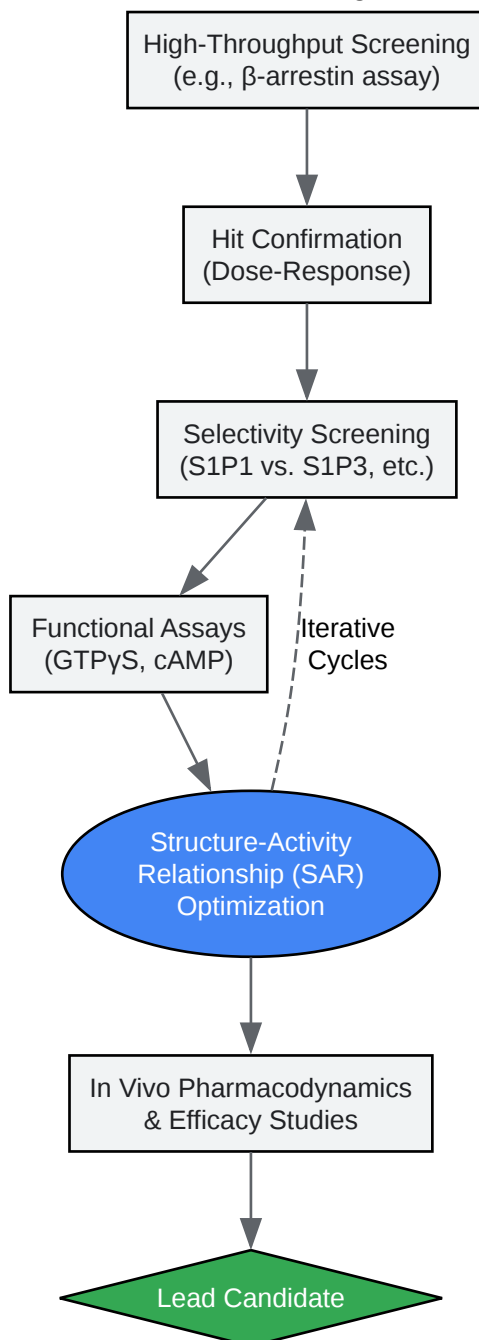 High-Throughput Screening
(e.g., β-arrestin assay)
Hit Confirmation
(Dose-Response)
Selectivity Screening
(S1P1 vs. S1P3, etc.)
Functional Assays
(GTPγS, cAMP)
Iterative
Cycles
Structure-Activity
Relationship (SAR)
Optimization
In Vivo Pharmacodynamics
& Efficacy Studies
Lead Candidate